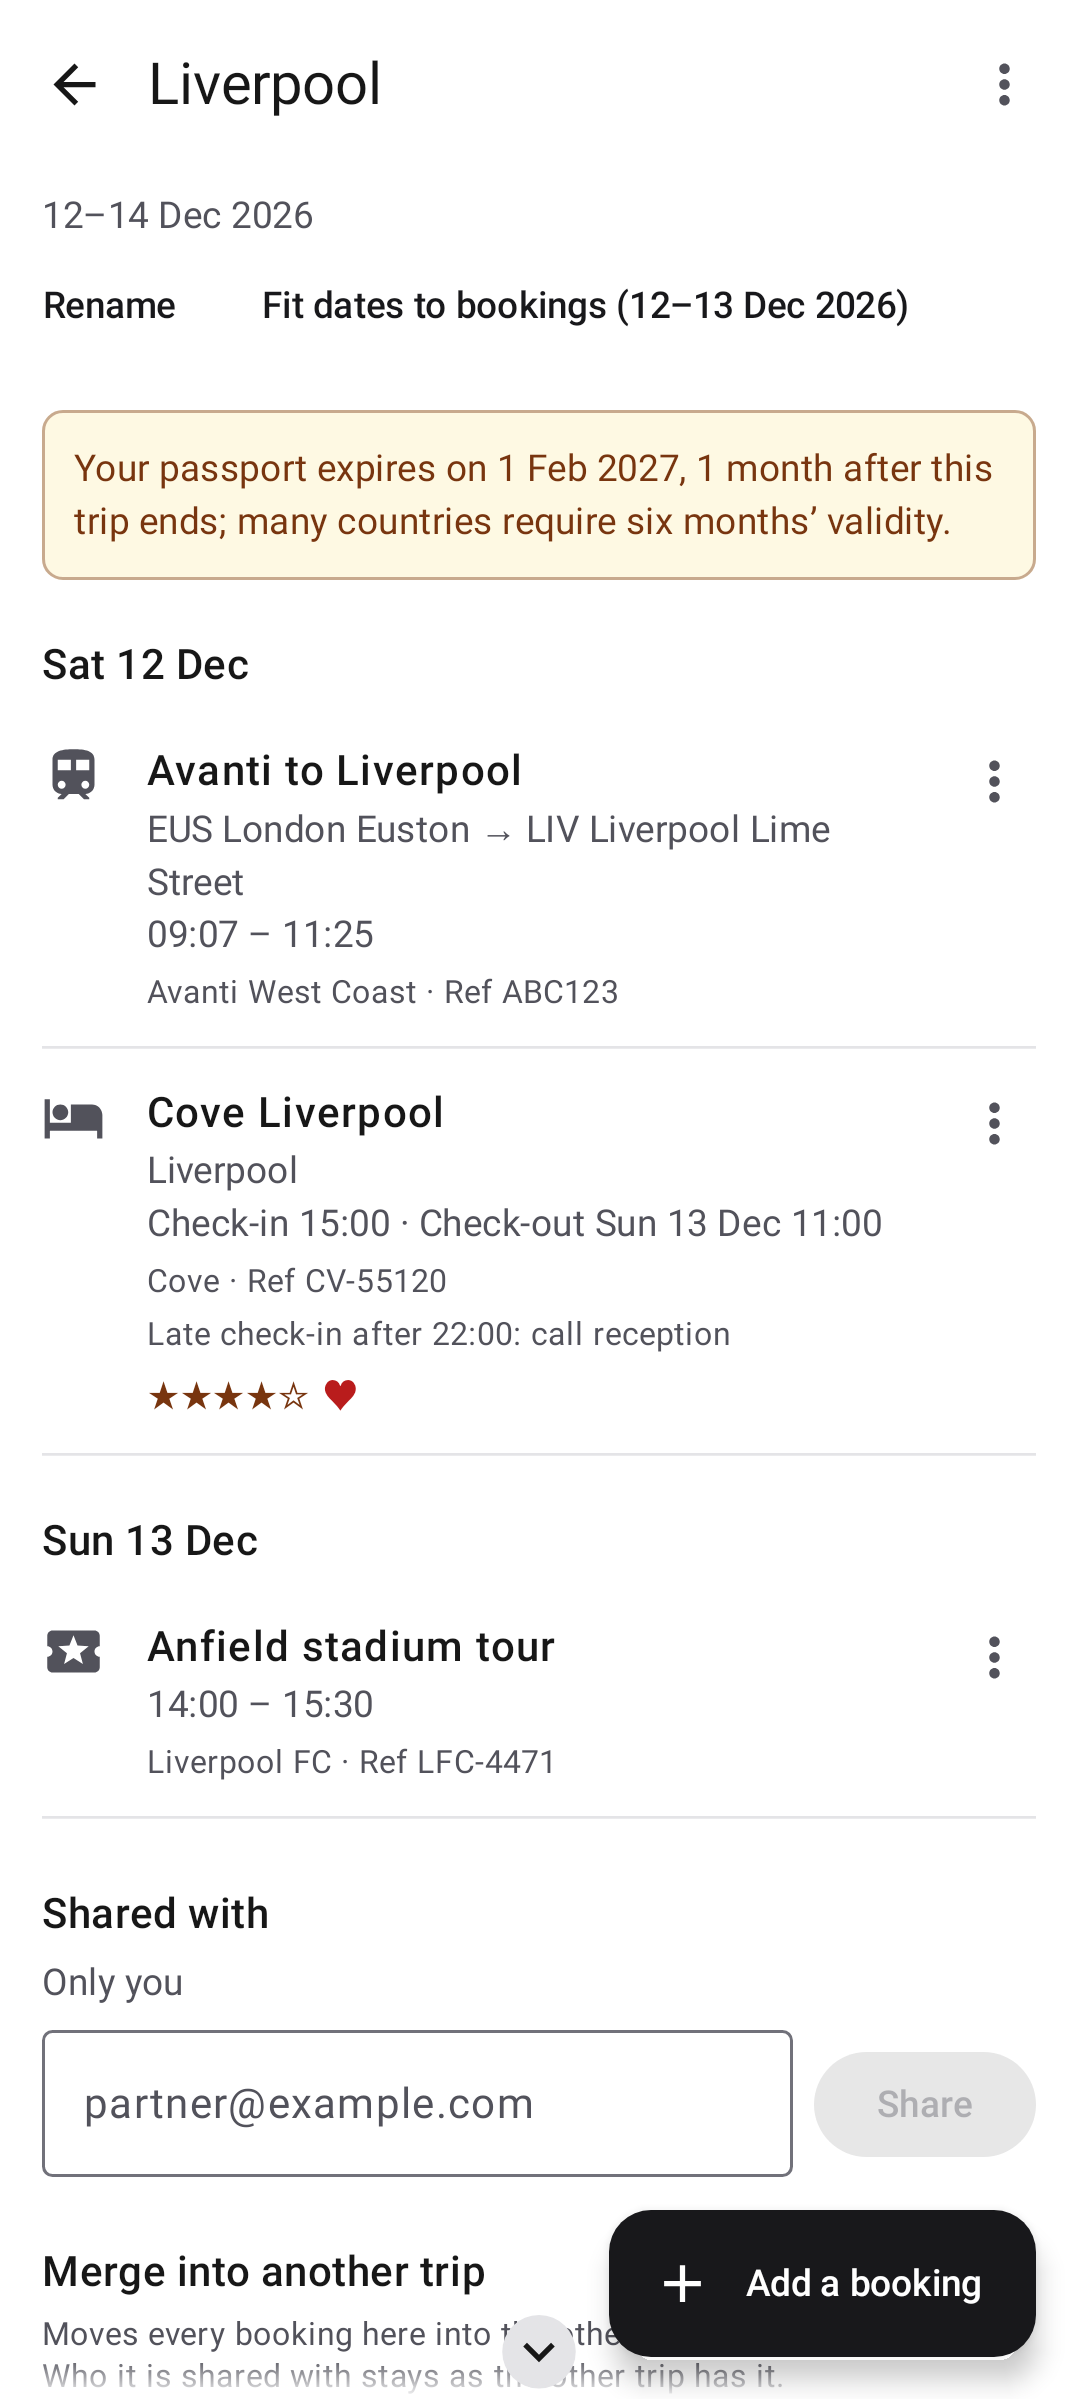 Liverpool
12–14 Dec 2026
Rename
Fit dates to bookings (12–13 Dec 2026)
Your passport expires on 1 Feb 2027, 1 month after this
trip ends; many countries require six months’ validity.
Sat 12 Dec
Avanti to Liverpool
EUS London Euston → LIV Liverpool Lime
Street
09:07 – 11:25
Avanti West Coast · Ref ABC123
Cove Liverpool
Liverpool
Check-in 15:00 · Check-out Sun 13 Dec 11:00
Cove · Ref CV-55120
Late check-in after 22:00: call reception
★★★★☆ ♥
Sun 13 Dec
Anfield stadium tour
14:00 – 15:30
Liverpool FC · Ref LFC-4471
Shared with
Only you
partner@example.com
Share
Merge into another trip
Add a booking
Moves every booking here into
Who it is shared with stays as other trip has it.